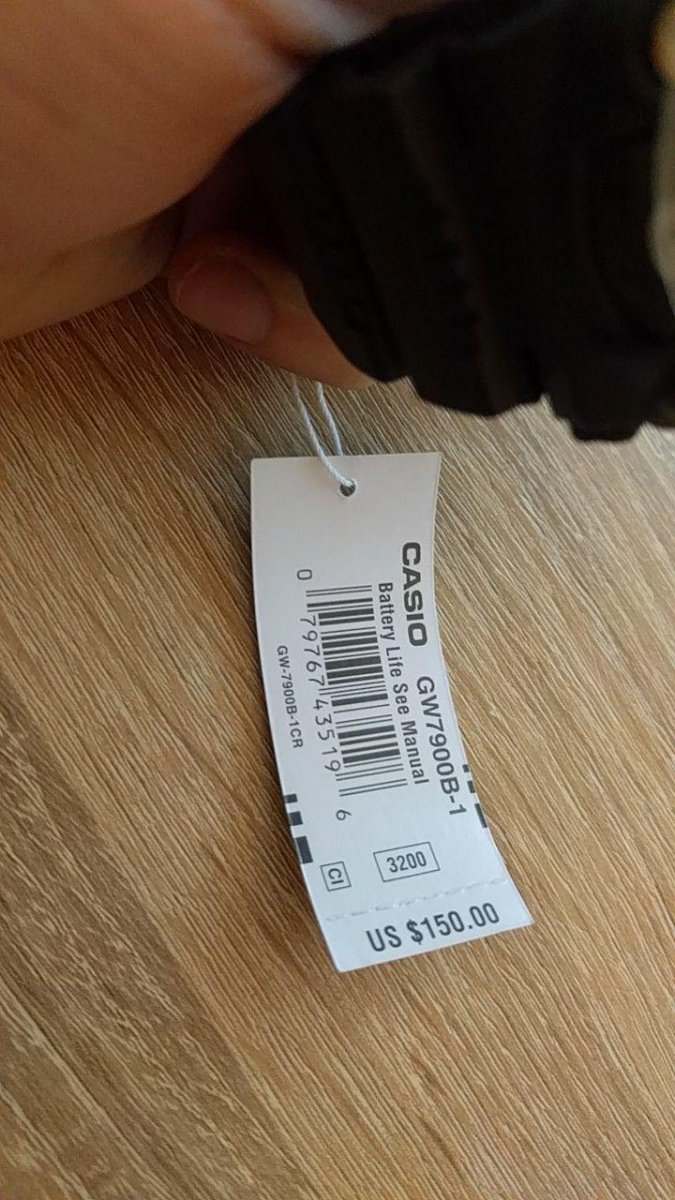 CASIO GW7900B-1
Battery Life See Manual
0 79767 43519 6
GW-7900B-1CR
3200
CI
US $150.00